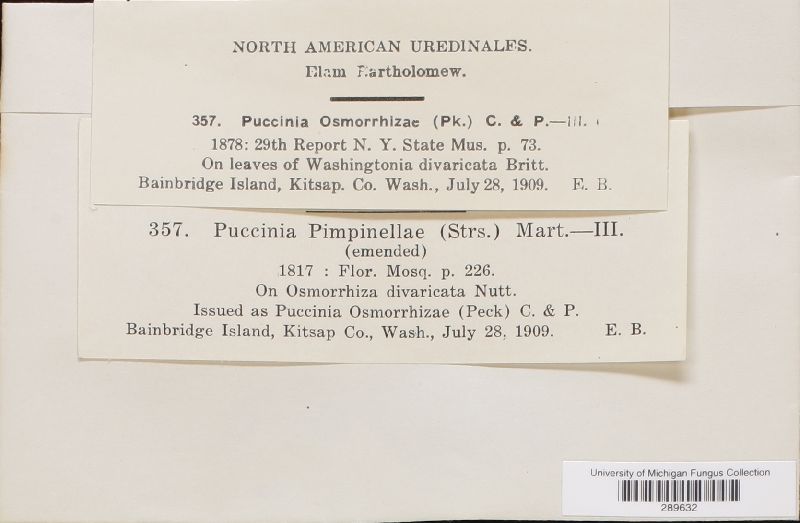 NORTH AMERICAN UREDINALES.
Elam Bartholomew.
357. Puccinia Osmorrhizae (Pk.) C. & P.—III.
1878: 29th Report N. Y. State Mus. p. 73.
On leaves of Washingtonia divaricata Britt.
Bainbridge Island, Kitsap. Co. Wash., July 28, 1909. E. B.
357. Puccinia Pimpinellae (Strs.) Mart.—III.
(emended)
1817 : Flor. Mosq. p. 226.
On Osmorrhiza divaricata Nutt.
Issued as Puccinia Osmorrhizae (Peck) C. & P.
Bainbridge Island, Kitsap Co., Wash., July 28, 1909. E. B.
University of Michigan Fungus Collection
289632